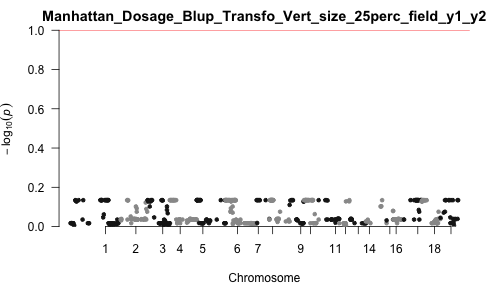 Manhattan_Dosage_Blup_Transfo_Vert_size_25perc_field_y1_y2
1.0
0.8
0.6
0.4
0.2
0.0
−log10(p)
1 2 3 4 5 6 7 9 11 14 16 18
Chromosome